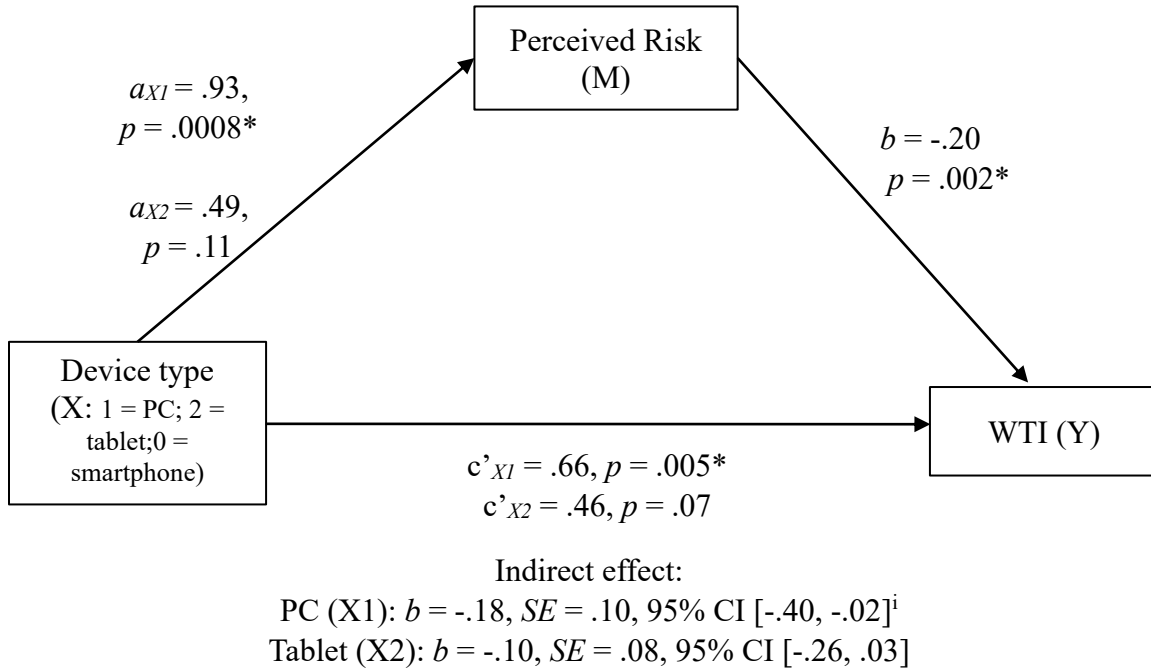 Perceived Risk
(M)
aX1 = .93,
p = .0008*
b = -.20
p = .002*
aX2 = .49,
p = .11
Device type
(X: 1 = PC; 2 =
tablet;0 =
smartphone)
WTI (Y)
c’X1 = .66, p = .005*
c’X2 = .46, p = .07
Indirect effect:
PC (X1): b = -.18, SE = .10, 95% CI [-.40, -.02]i
Tablet (X2): b = -.10, SE = .08, 95% CI [-.26, .03]